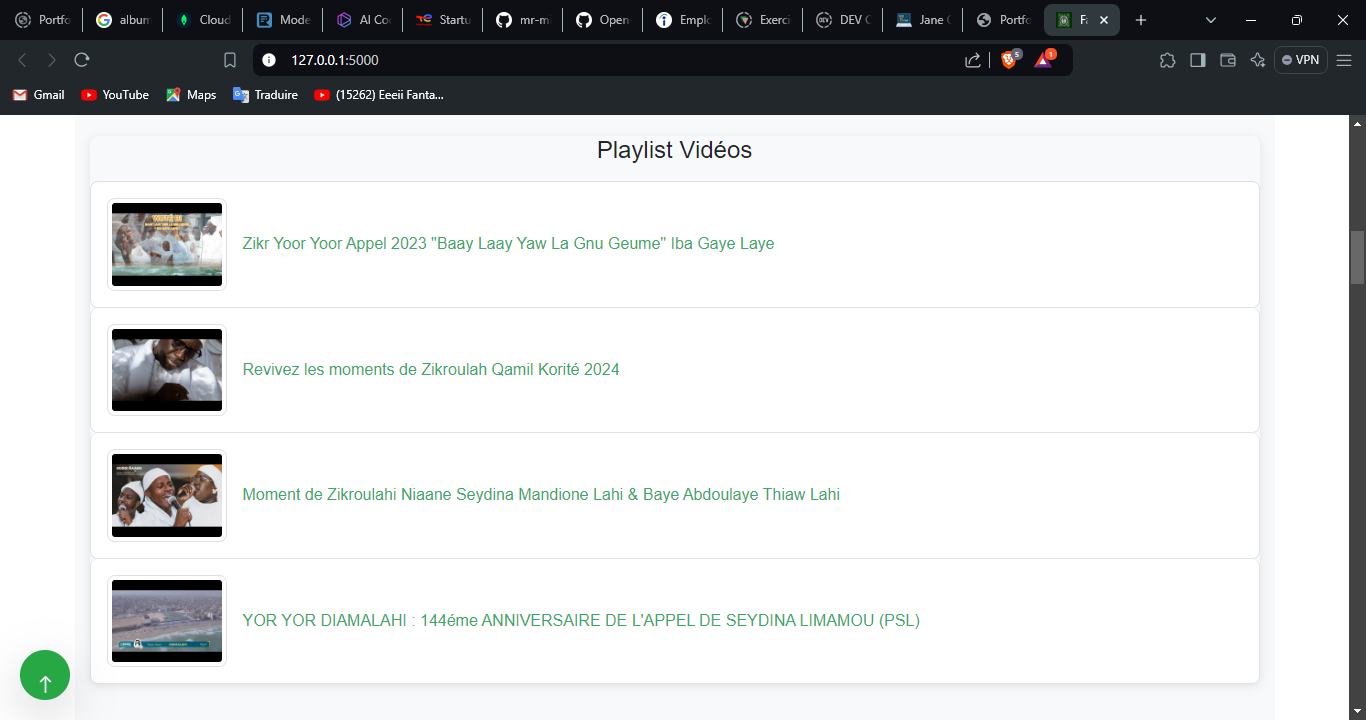 Portfo
album
Cloud
Mode
AI Co
Startu
mr-m
Open
Emplo
Exerci
DEV C
Jane
Portfo
127.0.0.1:5000
5
1
VPN
Gmail
YouTube
Maps
Traduire
(15262) Eeeii Fanta...
Playlist Vidéos
Zikr Yoor Yoor Appel 2023 "Baay Laay Yaw La Gnu Geume" Iba Gaye Laye
Revivez les moments de Zikroulah Qamil Korité 2024
Moment de Zikroulahi Niaane Seydina Mandione Lahi & Baye Abdoulaye Thiaw Lahi
YOR YOR DIAMALAHI : 144éme ANNIVERSAIRE DE L'APPEL DE SEYDINA LIMAMOU (PSL)